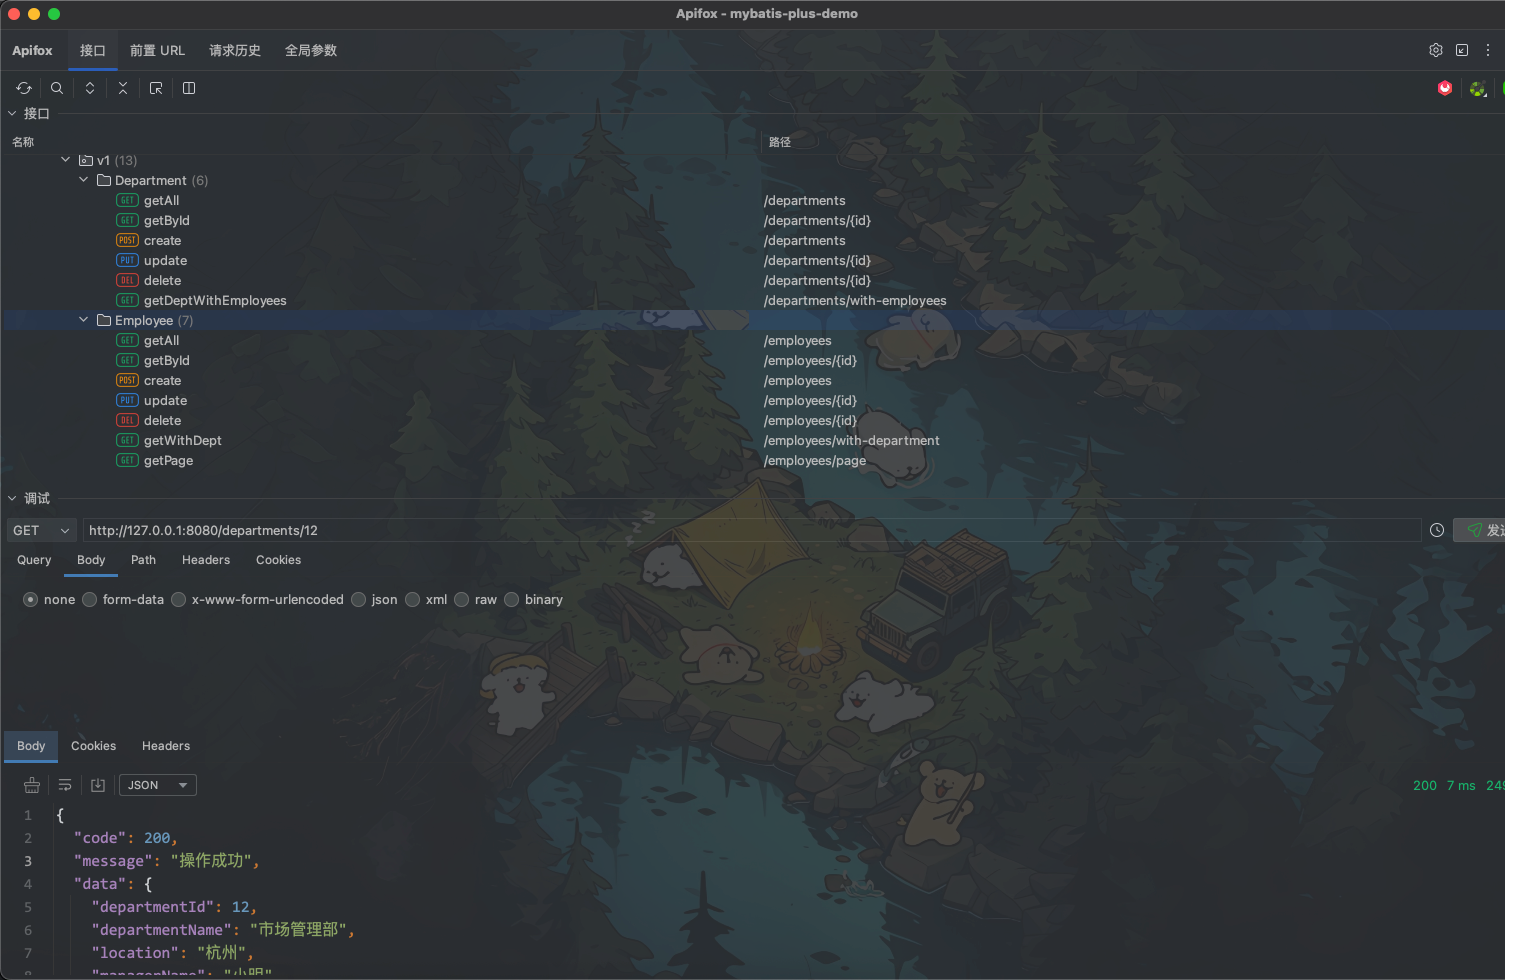 Apifox - mybatis-plus-demo
Apifox 接口 前置 URL 请求历史 全局参数
接口
名称 路径
v1 (13)
Department (6)
GET getAll /departments
GET getById /departments/{id}
POST create /departments
PUT update /departments/{id}
DEL delete /departments/{id}
GET getDeptWithEmployees /departments/with-employees
Employee (7)
GET getAll /employees
GET getById /employees/{id}
POST create /employees
PUT update /employees/{id}
DEL delete /employees/{id}
GET getWithDept /employees/with-department
GET getPage /employees/page
调试
GET http://127.0.0.1:8080/departments/12 发
Query Body Path Headers Cookies
none form-data x-www-form-urlencoded json xml raw binary
Body Cookies Headers
JSON 200 7 ms 249
1 {
2 "code": 200,
3 "message": "操作成功",
4 "data": {
5 "departmentId": 12,
6 "departmentName": "市场管理部",
7 "location": "杭州",
8 "managerName": "小明"